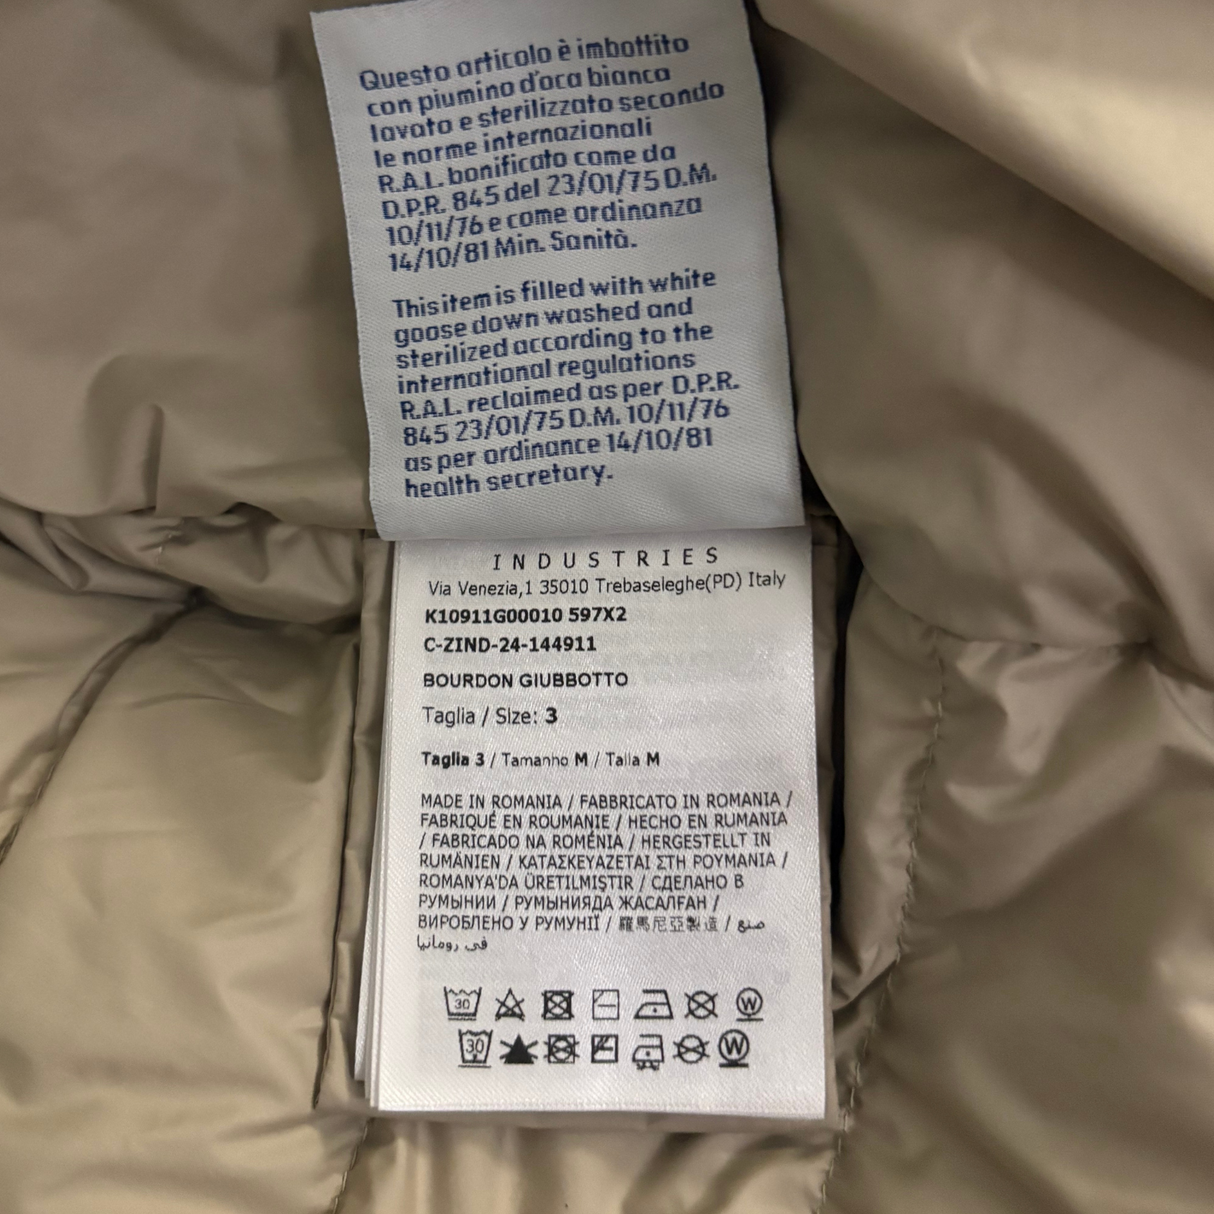 Questo articolo è imbottito
con piumino d'oca bianca
lavato e sterilizzato secondo
le norme internazionali
R.A.L. bonificato come da
D.P.R. 845 del 23/01/75 D.M.
10/11/76 e come ordinanza
14/10/81 Min. Sanità.
This item is filled with white
goose down washed and
sterilized according to the
international regulations
R.A.L. reclaimed as per D.P.R.
845 23/01/75 D.M. 10/11/76
as per ordinance 14/10/81
health secretary.
INDUSTRIES
Via Venezia,1 35010 Trebaseleghe(PD) Italy
K10911G00010 597X2
C-ZIND-24-144911
BOURDON GIUBBOTTO
Taglia / Size: 3
Taglia 3 / Tamanho M / Talla M
MADE IN ROMANIA / FABBRICATO IN ROMANIA /
FABRIQUÉ EN ROUMANIE / HECHO EN RUMANIA
/ FABRICADO NA ROMÉNIA / HERGESTELLT IN
RUMÄNIEN / ΚΑΤΑΣΚΕΥΑΖΕΤΑΙ ΣΤΗ ΡΟΥΜΑΝΙΑ /
ROMANYA'DA ÜRETILMIŞTIR / СДЕЛАНО В
РУМЫНИИ / РУМЫНИЯДА ЖАСАЛҒАН /
ВИРОБЛЕНО У РУМУНІЇ / 羅馬尼亞製造 / صنع
في رومانيا
30 W
30 W